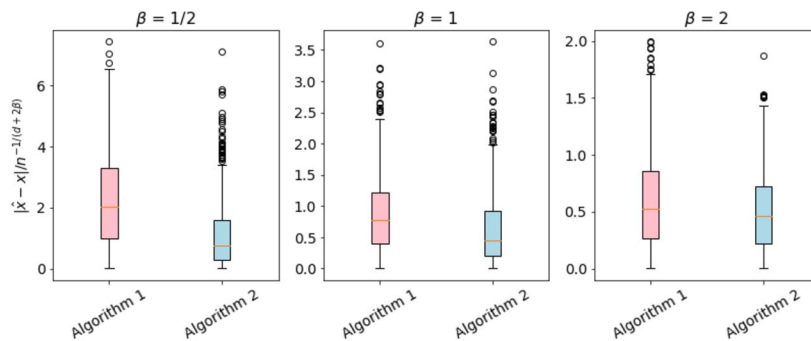 β = 1/2
β = 1
β = 2
|x̂ − x|/n^{−1/(d + 2β)}
6
4
2
0
3.5
3.0
2.5
2.0
1.5
1.0
0.5
0.0
2.0
1.5
1.0
0.5
0.0
Algorithm 1
Algorithm 2
Algorithm 1
Algorithm 2
Algorithm 1
Algorithm 2